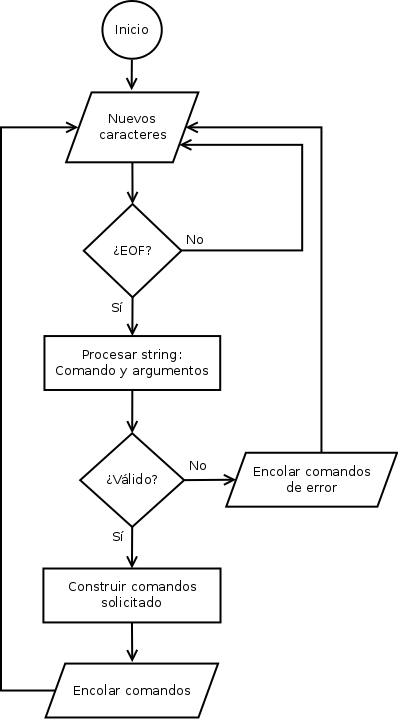 Inicio
Nuevos
caracteres
¿EOF?
No
Sí
Procesar string:
Comando y argumentos
¿Válido?
No
Encolar comandos
de error
Sí
Construir comandos
solicitado
Encolar comandos